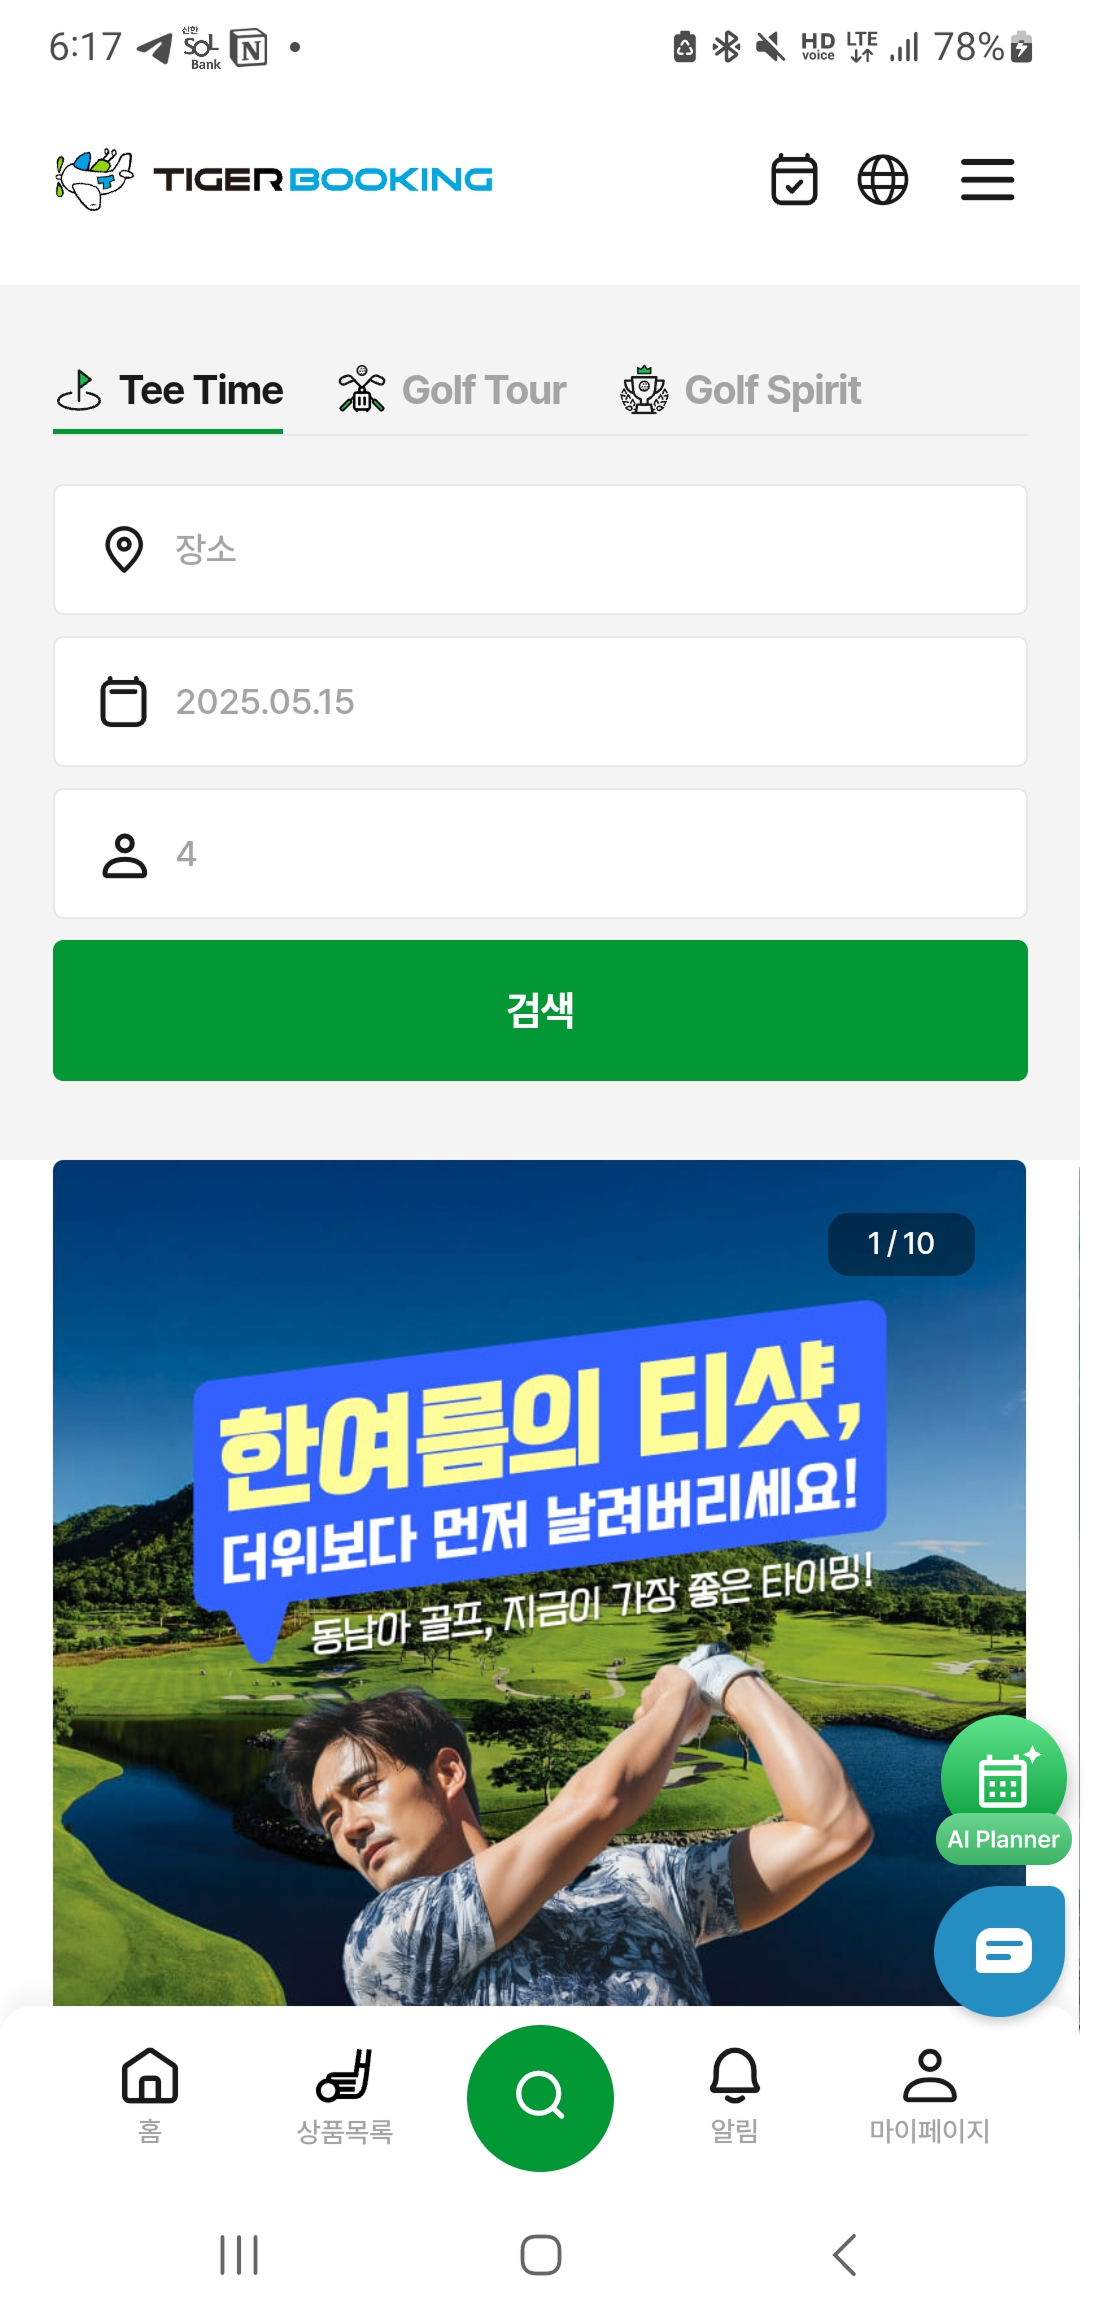 6:17 신한 SOL Bank N HD voice LTE 78%
TIGERBOOKING
Tee Time Golf Tour Golf Spirit
장소
2025.05.15
4
검색
1 / 10
한여름의 티샷,
더위보다 먼저 날려버리세요!
동남아 골프, 지금이 가장 좋은 타이밍!
AI Planner
홈 상품목록 알림 마이페이지